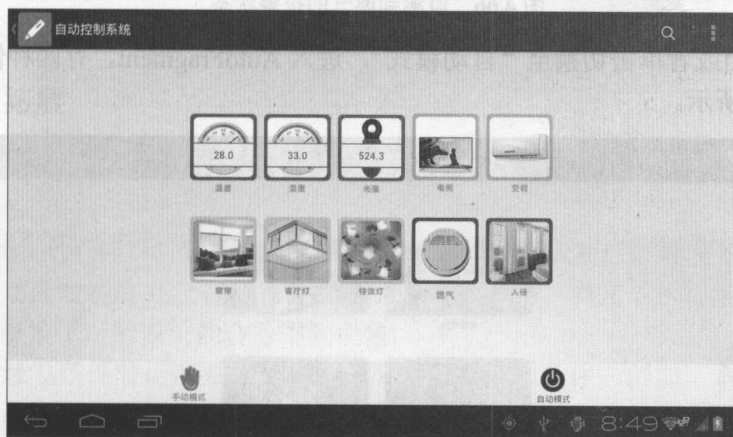 自动控制系统
28.0 33.0 524.3
温度 湿度 光强 电视 空调
窗帘 客厅灯 特效灯 燃气 入侵
手动模式 自动模式
8:49